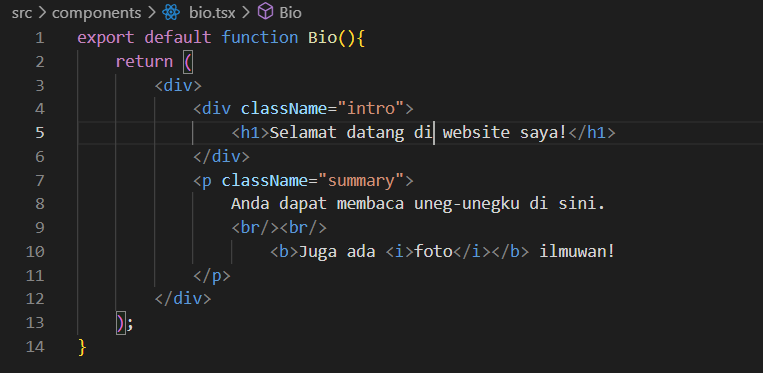 src > components > bio.tsx > Bio
1 export default function Bio(){
2 return (
3 <div>
4 <div className="intro">
5 <h1>Selamat datang di website saya!</h1>
6 </div>
7 <p className="summary">
8 Anda dapat membaca uneg-unegku di sini.
9 <br/><br/>
10 <b>Juga ada <i>foto</i></b> ilmuwan!
11 </p>
12 </div>
13 );
14 }